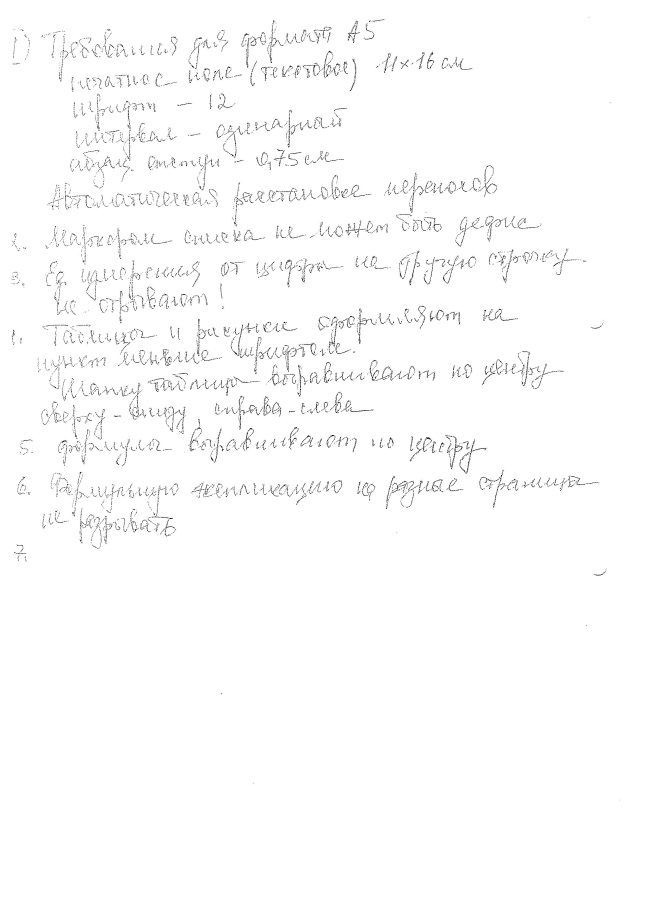 1) Требования для формата А5
печатное поле (текстовое) 11×16 см
шрифт – 12
интервал – одинарный
абзац. отступ – 0,75 см
Автоматическая расстановка переносов
2. Маркером списка не может быть дефис
3. Ед. измерения от цифры на другую строчку
не отрывают!
4. Таблицы и рисунки оформляют на
пункт меньше шрифтом.
Шапку таблицы выравнивают по центру
сверху – снизу, справа – слева
5. Формулы выравнивают по центру
6. Формульную экспликацию на разные страницы
не разрывать
7.